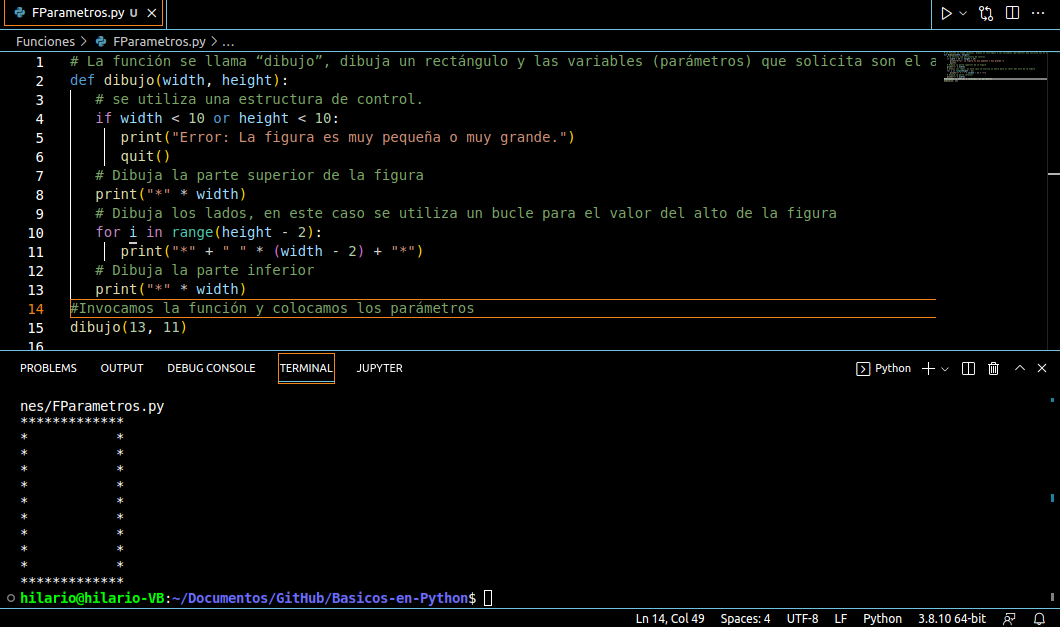 FParametros.py U
Funciones > FParametros.py > ...
1 # La función se llama “dibujo”, dibuja un rectángulo y las variables (parámetros) que solicita son el a
2 def dibujo(width, height):
3 # se utiliza una estructura de control.
4 if width < 10 or height < 10:
5 print("Error: La figura es muy pequeña o muy grande.")
6 quit()
7 # Dibuja la parte superior de la figura
8 print("*" * width)
9 # Dibuja los lados, en este caso se utiliza un bucle para el valor del alto de la figura
10 for i in range(height - 2):
11 print("*" + " " * (width - 2) + "*")
12 # Dibuja la parte inferior
13 print("*" * width)
14 #Invocamos la función y colocamos los parámetros
15 dibujo(13, 11)
16
PROBLEMS OUTPUT DEBUG CONSOLE TERMINAL JUPYTER Python
nes/FParametros.py
*************
*           *
*           *
*           *
*           *
*           *
*           *
*           *
*           *
*           *
*************
hilario@hilario-VB:~/Documentos/GitHub/Basicos-en-Python$
Ln 14, Col 49 Spaces: 4 UTF-8 LF Python 3.8.10 64-bit